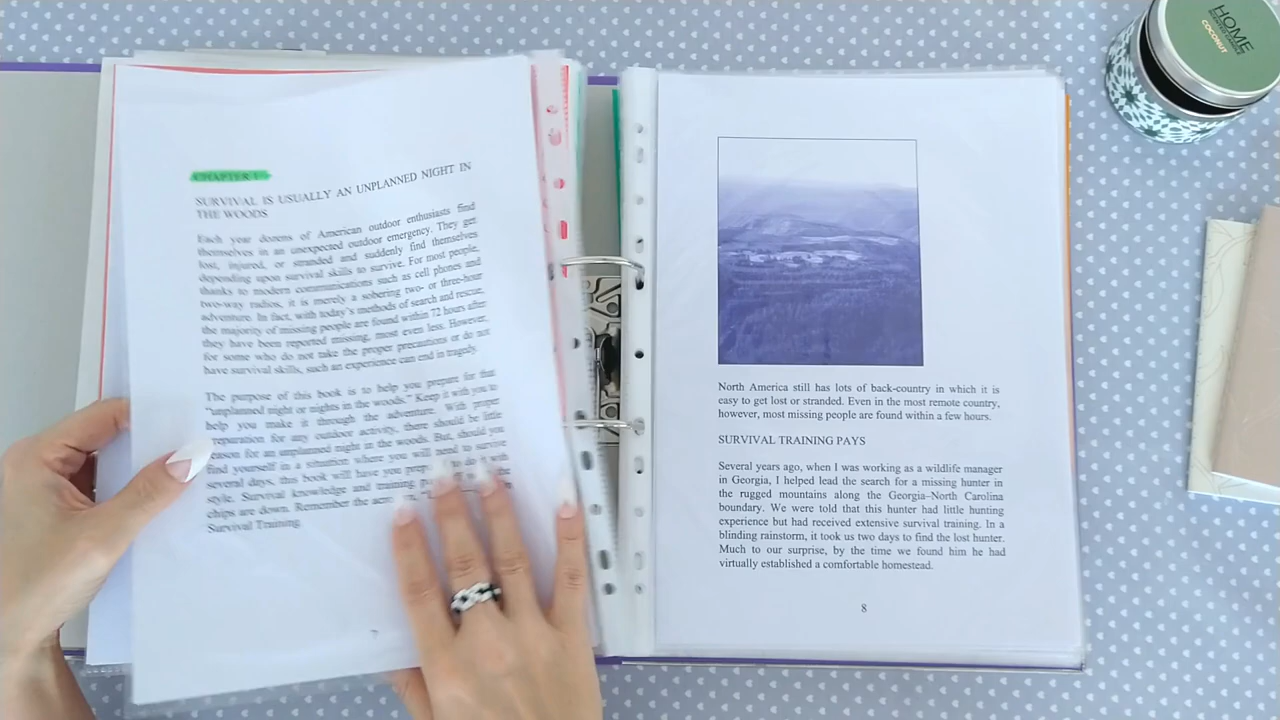 CHAPTER 1
SURVIVAL IS USUALLY AN UNPLANNED NIGHT IN
THE WOODS
Each year dozens of American outdoor enthusiasts find
themselves in an unexpected outdoor emergency. They get
lost, injured, or stranded and suddenly find themselves
depending upon survival skills to survive. For most people,
thanks to modern communications such as cell phones and
two-way radios, it is merely a sobering two- or three-hour
adventure. In fact, with today's methods of search and rescue,
the majority of missing people are found within 72 hours after
they have been reported missing, most even less. However,
for some who do not take the proper precautions or do not
have survival skills, such an experience can end in tragedy.
The purpose of this book is to help you prepare for that
"unplanned night or nights in the woods." Keep it with you to
help you make it through the adventure. With proper
preparation for any outdoor activity, there should be little
reason for an unplanned night in the woods. But, should you
find yourself in a situation where you will need to survive
several days, this book will have you to do it with
style. Survival knowledge and training the
chips are down. Remember the
Survival Training
7
North America still has lots of back-country in which it is
easy to get lost or stranded. Even in the most remote country,
however, most missing people are found within a few hours.
SURVIVAL TRAINING PAYS
Several years ago, when I was working as a wildlife manager
in Georgia, I helped lead the search for a missing hunter in
the rugged mountains along the Georgia–North Carolina
boundary. We were told that this hunter had little hunting
experience but had received extensive survival training. In a
blinding rainstorm, it took us two days to find the lost hunter.
Much to our surprise, by the time we found him he had
virtually established a comfortable homestead.
8
HOME
COCONUT